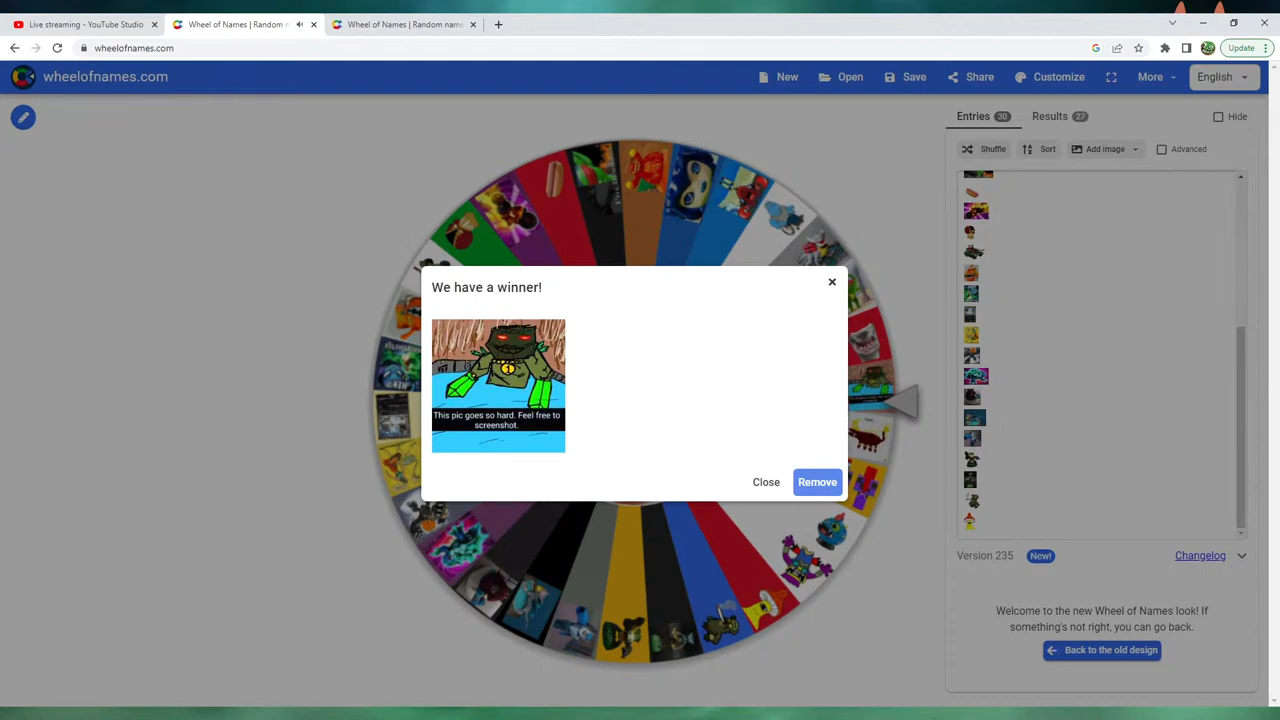 Live streaming - YouTube Studio
Wheel of Names | Random n
Wheel of Names | Random name
wheelofnames.com
Update
wheelofnames.com
New
Open
Save
Share
Customize
More
English
Entries 30
Results 27
Hide
Shuffle
Sort
Add image
Advanced
We have a winner!
This pic goes so hard. Feel free to
screenshot.
Close
Remove
Version 235
New!
Changelog
Welcome to the new Wheel of Names look! If
something's not right, you can go back.
Back to the old design